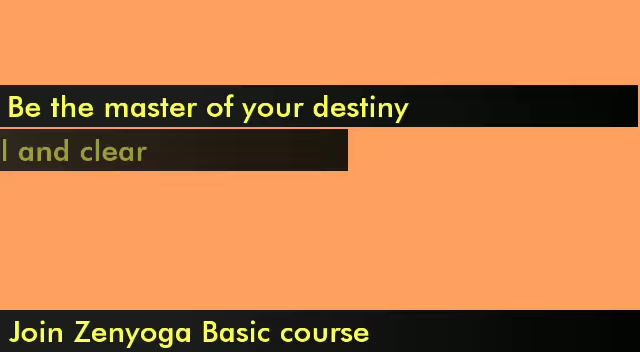 Be the master of your destiny
l and clear
Join Zenyoga Basic course